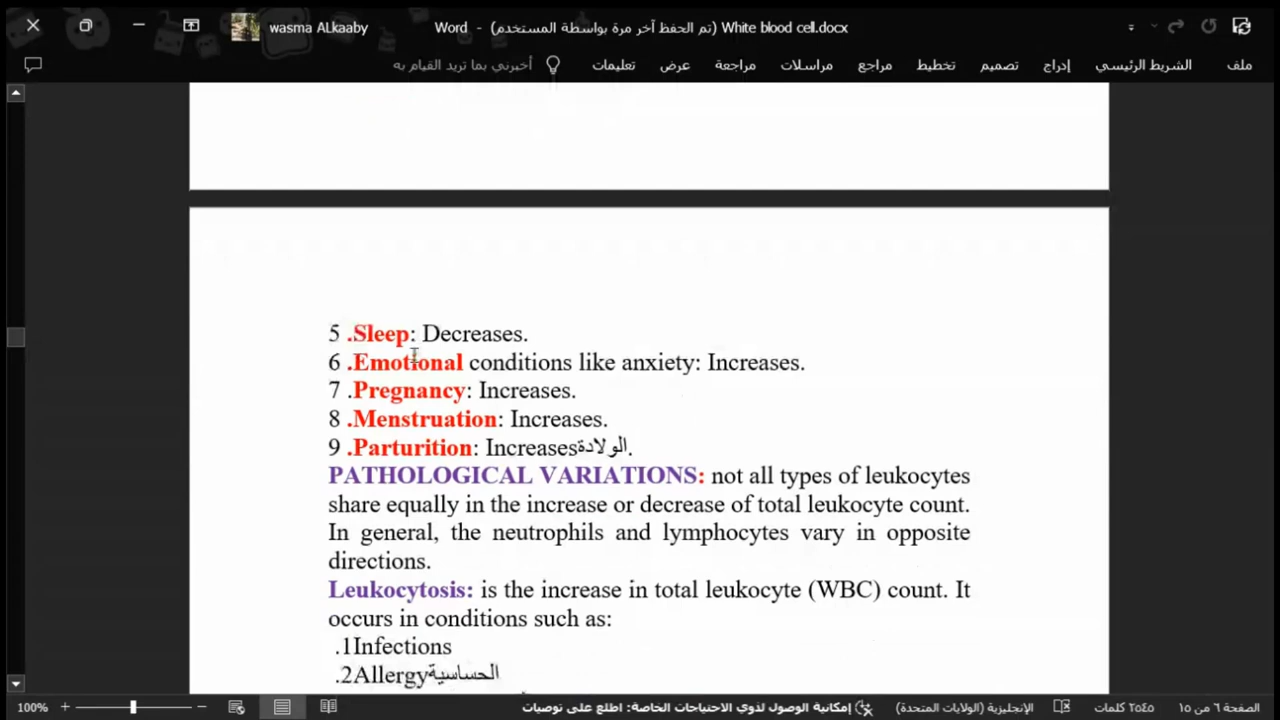 wasma ALkaaby
White blood cell.docx (تم الحفظ آخر مرة بواسطة المستخدم) - Word
ملف الشريط الرئيسي إدراج تصميم تخطيط مراجع مراسلات مراجعة عرض تعليمات أخبرني بما تريد القيام به
5 .Sleep: Decreases.
6 .Emotional conditions like anxiety: Increases.
7 .Pregnancy: Increases.
8 .Menstruation: Increases.
9 .Parturition: Increasesالولادة.
PATHOLOGICAL VARIATIONS: not all types of leukocytes
share equally in the increase or decrease of total leukocyte count.
In general, the neutrophils and lymphocytes vary in opposite
directions.
Leukocytosis: is the increase in total leukocyte (WBC) count. It
occurs in conditions such as:
.1Infections
.2Allergyالحساسية
الصفحة ٦ من ١٥ ٢٥٤٥ كلمات الإنجليزية (الولايات المتحدة) إمكانية الوصول لذوي الاحتياجات الخاصة: اطلع على توصيات 100%